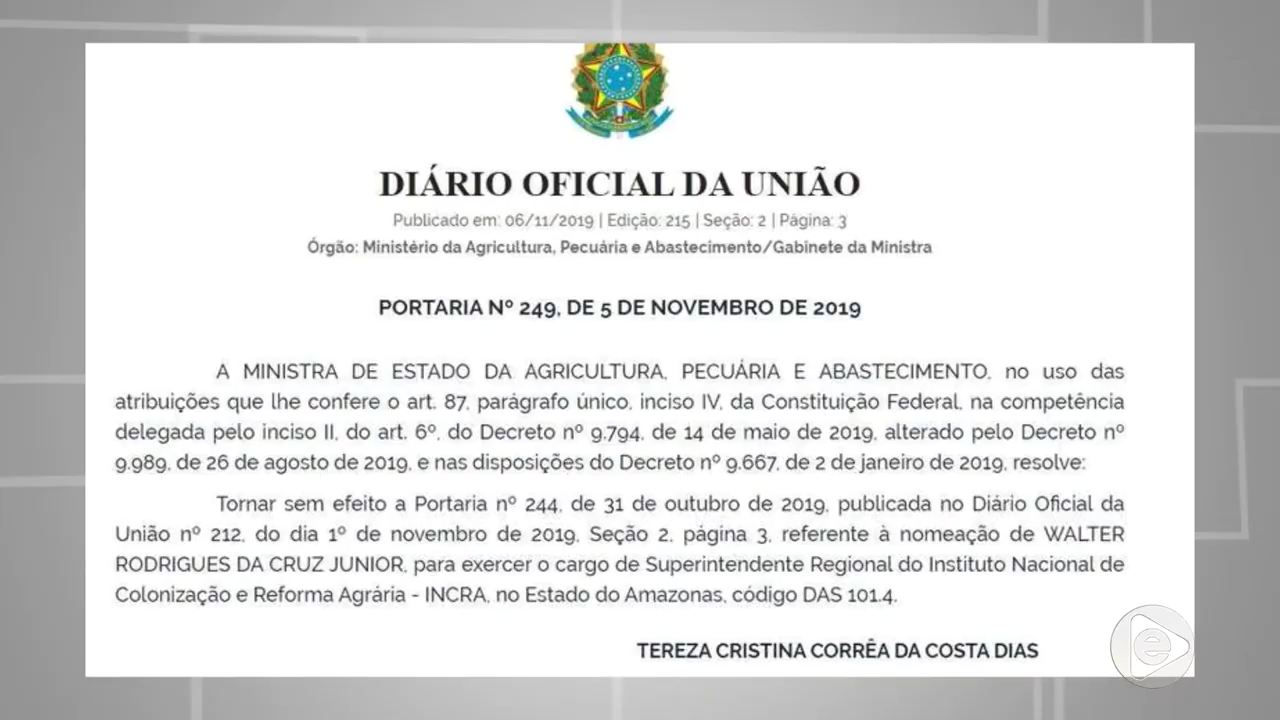 DIÁRIO OFICIAL DA UNIÃO
Publicado em: 06/11/2019 | Edição: 215 | Seção: 2 | Página: 3
Órgão: Ministério da Agricultura, Pecuária e Abastecimento/Gabinete da Ministra
PORTARIA Nº 249, DE 5 DE NOVEMBRO DE 2019
A MINISTRA DE ESTADO DA AGRICULTURA, PECUÁRIA E ABASTECIMENTO, no uso das
atribuições que lhe confere o art. 87, parágrafo único, inciso IV, da Constituição Federal, na competência
delegada pelo inciso II, do art. 6º, do Decreto nº 9.794, de 14 de maio de 2019, alterado pelo Decreto nº
9.989, de 26 de agosto de 2019, e nas disposições do Decreto nº 9.667, de 2 de janeiro de 2019, resolve:
Tornar sem efeito a Portaria nº 244, de 31 de outubro de 2019, publicada no Diário Oficial da
União nº 212, do dia 1º de novembro de 2019, Seção 2, página 3, referente à nomeação de WALTER
RODRIGUES DA CRUZ JUNIOR, para exercer o cargo de Superintendente Regional do Instituto Nacional de
Colonização e Reforma Agrária - INCRA, no Estado do Amazonas, código DAS 101.4.
TEREZA CRISTINA CORRÊA DA COSTA DIAS
e